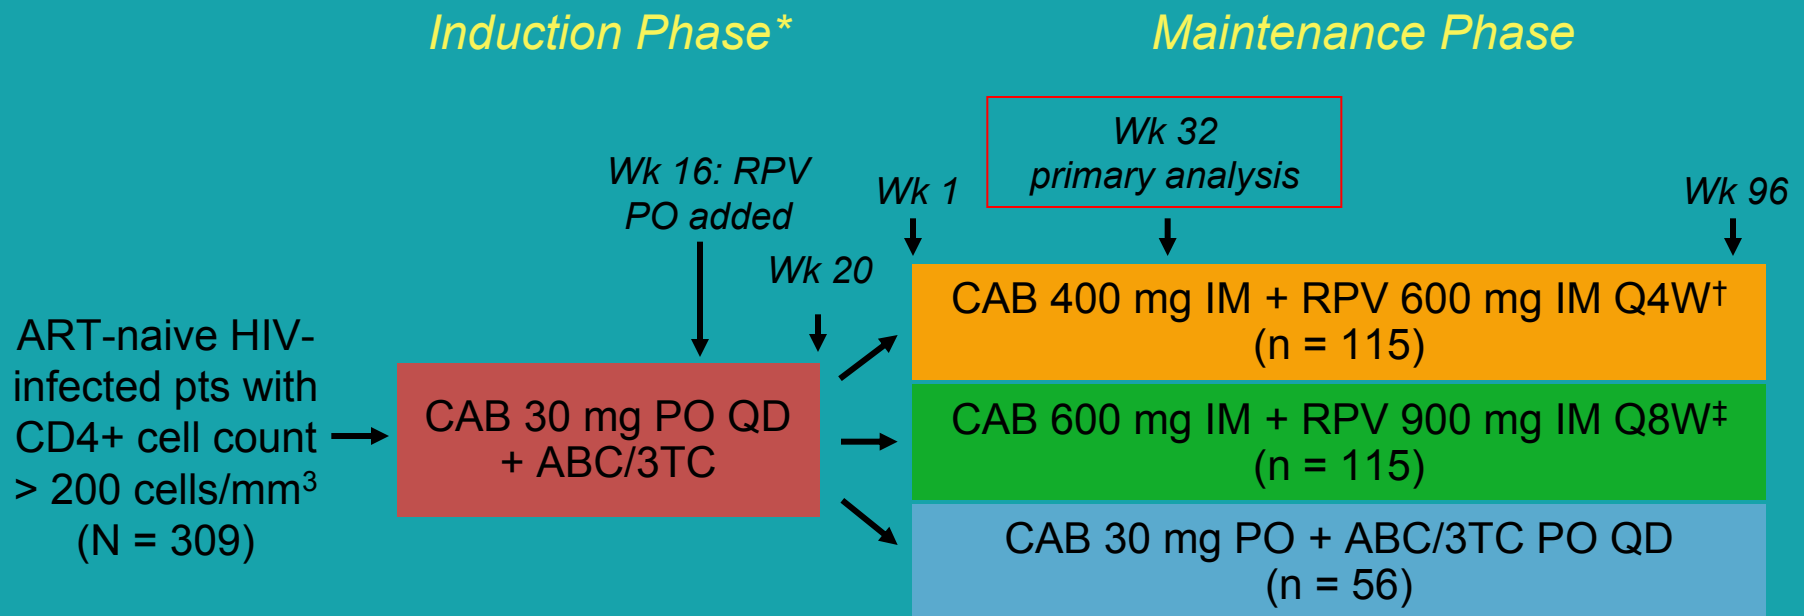 Induction Phase*
Maintenance Phase
Wk 32
primary analysis
Wk 16: RPV
PO added
Wk 1
Wk 96
Wk 20
ART-naive HIV-
infected pts with
CD4+ cell count
> 200 cells/mm³
(N = 309)
CAB 30 mg PO QD
+ ABC/3TC
CAB 400 mg IM + RPV 600 mg IM Q4W†
(n = 115)
CAB 600 mg IM + RPV 900 mg IM Q8W‡
(n = 115)
CAB 30 mg PO + ABC/3TC PO QD
(n = 56)